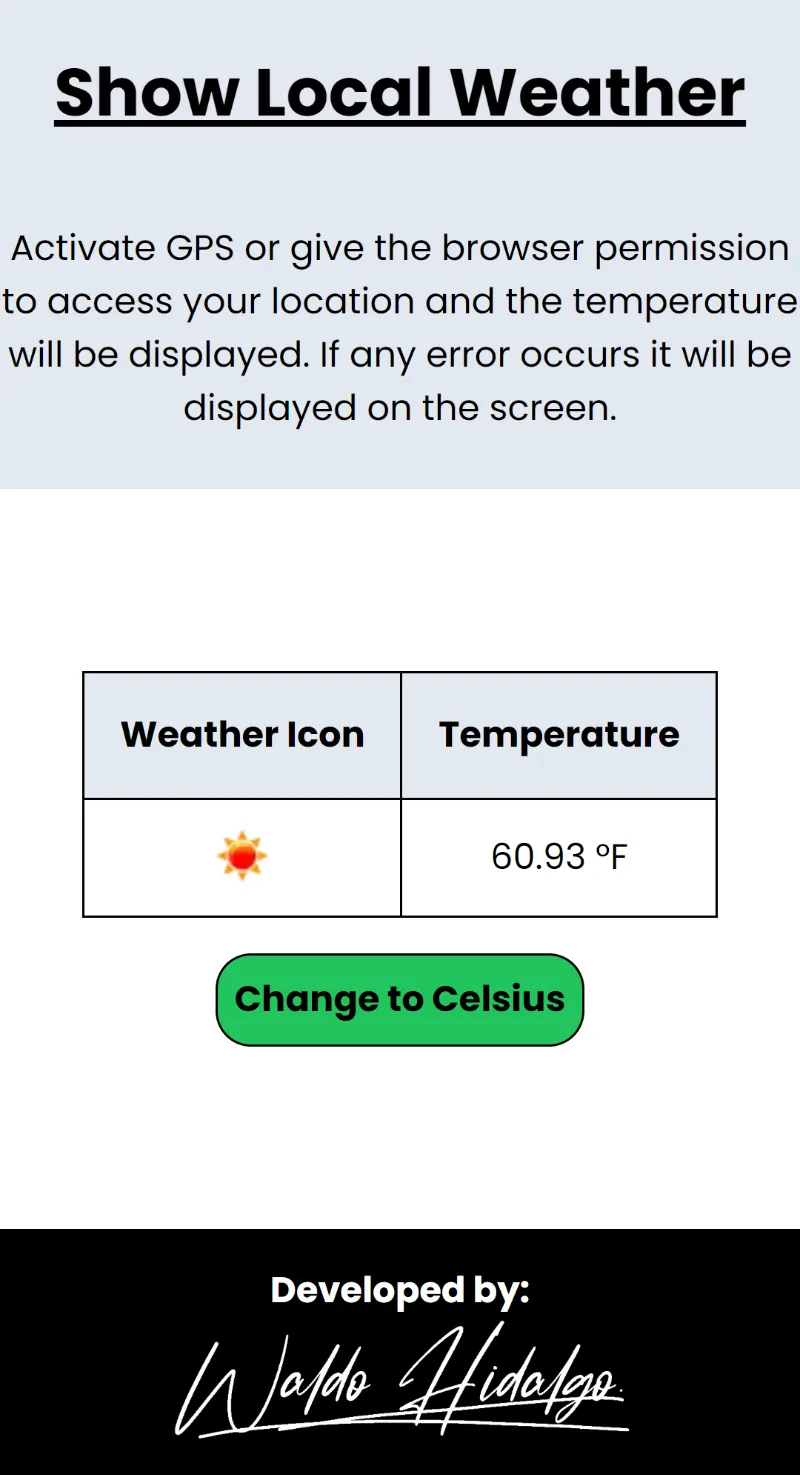 Show Local Weather
Activate GPS or give the browser permission
to access your location and the temperature
will be displayed. If any error occurs it will be
displayed on the screen.
Weather Icon Temperature
60.93 ºF
Change to Celsius
Developed by:
Waldo Hidalgo.